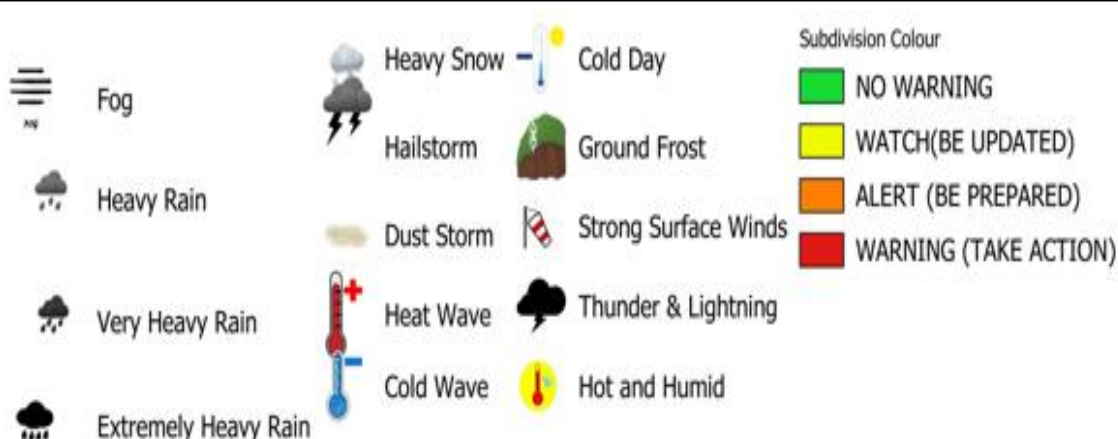 Fog
Heavy Rain
Very Heavy Rain
Extremely Heavy Rain
Heavy Snow
Hailstorm
Dust Storm
Heat Wave
Cold Wave
Cold Day
Ground Frost
Strong Surface Winds
Thunder & Lightning
Hot and Humid
Subdivision Colour
NO WARNING
WATCH(BE UPDATED)
ALERT (BE PREPARED)
WARNING (TAKE ACTION)